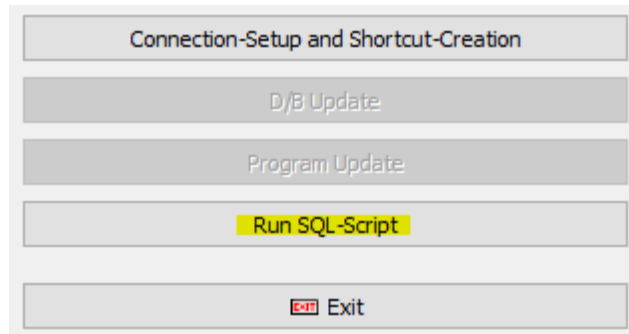 Connection-Setup and Shortcut-Creation
D/B Update
Program Update
Run SQL-Script
EXIT Exit